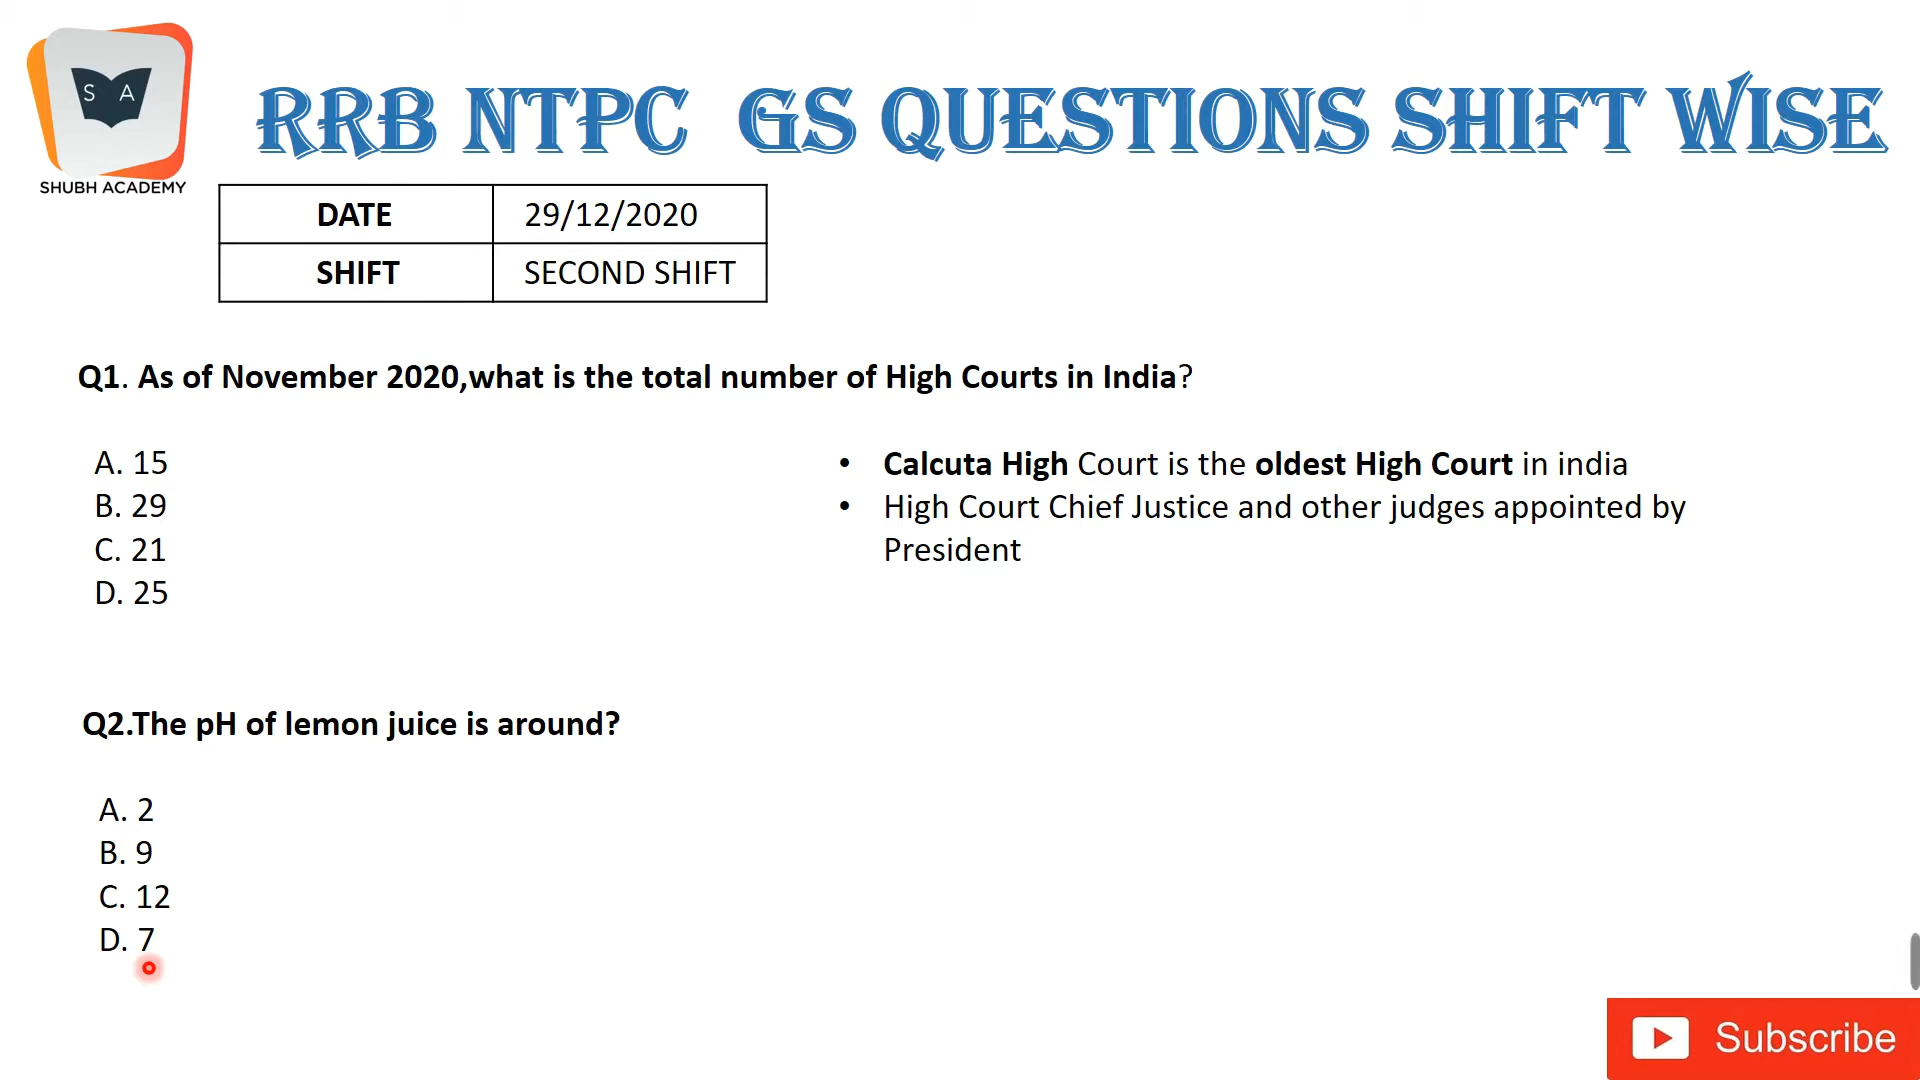 S A
SHUBH ACADEMY
RRB NTPC GS QUESTIONS SHIFT WISE
DATE 29/12/2020
SHIFT SECOND SHIFT
Q1. As of November 2020,what is the total number of High Courts in India?
A. 15
B. 29
C. 21
D. 25
• Calcuta High Court is the oldest High Court in india
• High Court Chief Justice and other judges appointed by
President
Q2.The pH of lemon juice is around?
A. 2
B. 9
C. 12
D. 7
Subscribe